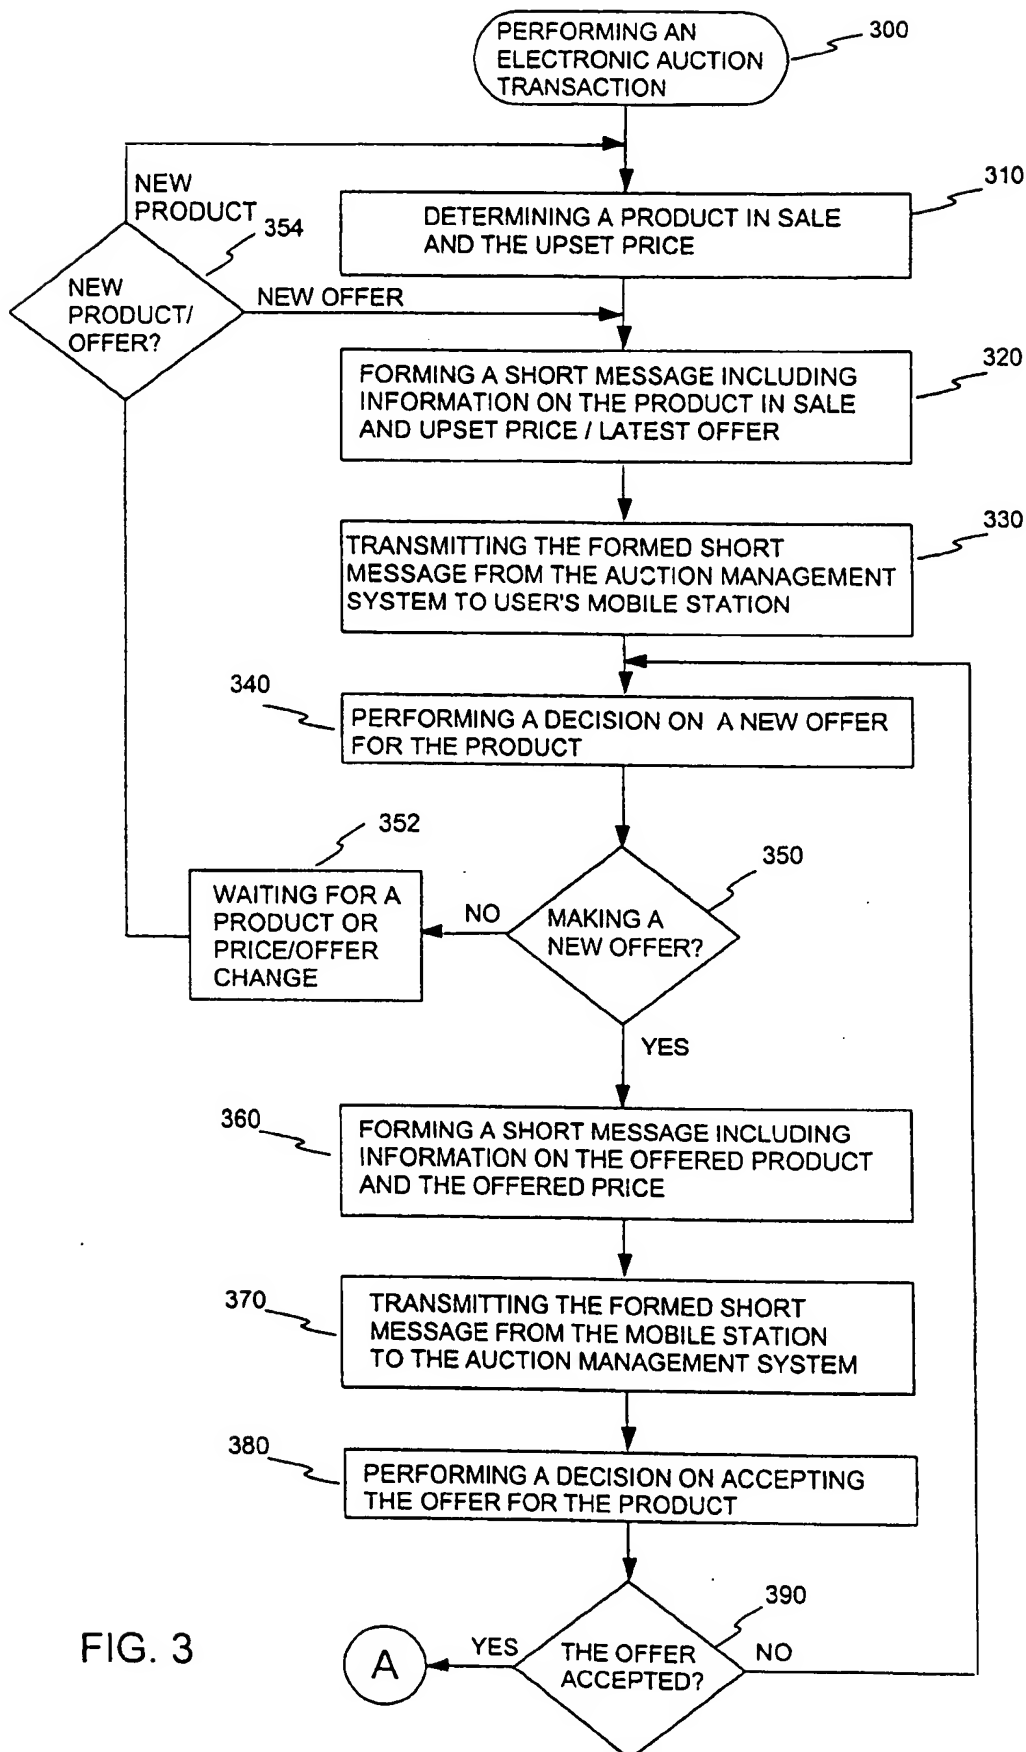 PERFORMING AN
ELECTRONIC AUCTION
TRANSACTION
300
NEW
PRODUCT
354
310
DETERMINING A PRODUCT IN SALE
AND THE UPSET PRICE
NEW
PRODUCT/
OFFER?
NEW OFFER
320
FORMING A SHORT MESSAGE INCLUDING
INFORMATION ON THE PRODUCT IN SALE
AND UPSET PRICE / LATEST OFFER
330
TRANSMITTING THE FORMED SHORT
MESSAGE FROM THE AUCTION MANAGEMENT
SYSTEM TO USER'S MOBILE STATION
340
PERFORMING A DECISION ON A NEW OFFER
FOR THE PRODUCT
352
350
WAITING FOR A
PRODUCT OR
PRICE/OFFER
CHANGE
NO
MAKING A
NEW OFFER?
YES
360
FORMING A SHORT MESSAGE INCLUDING
INFORMATION ON THE OFFERED PRODUCT
AND THE OFFERED PRICE
370
TRANSMITTING THE FORMED SHORT
MESSAGE FROM THE MOBILE STATION
TO THE AUCTION MANAGEMENT SYSTEM
380
PERFORMING A DECISION ON ACCEPTING
THE OFFER FOR THE PRODUCT
390
FIG. 3
A
YES
THE OFFER
ACCEPTED?
NO